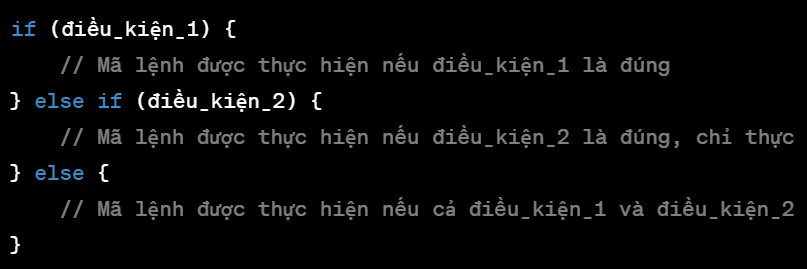 if (điều_kiện_1) {
    // Mã lệnh được thực hiện nếu điều_kiện_1 là đúng
} else if (điều_kiện_2) {
    // Mã lệnh được thực hiện nếu điều_kiện_2 là đúng, chỉ thực
} else {
    // Mã lệnh được thực hiện nếu cả điều_kiện_1 và điều_kiện_2
}